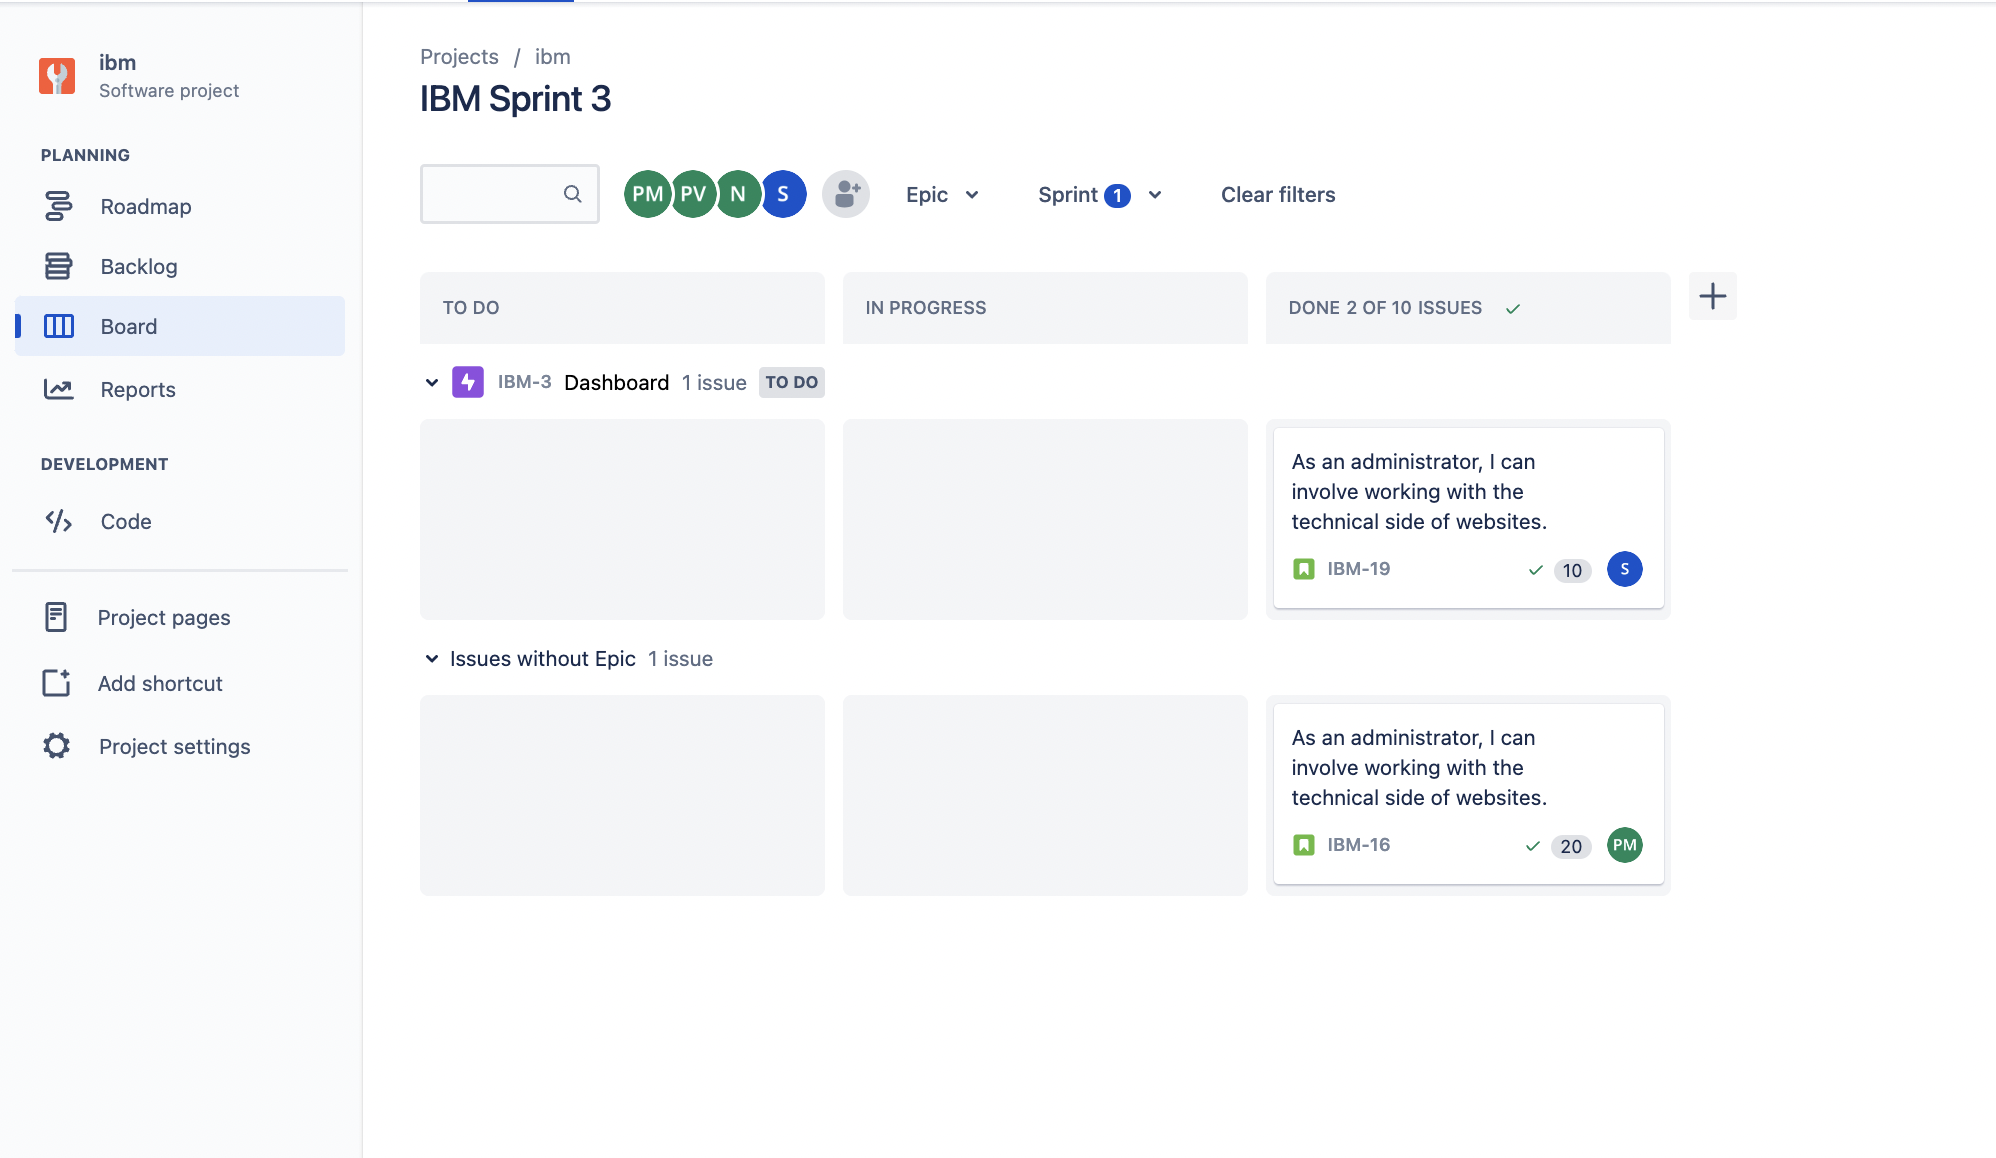 ibm
Software project
PLANNING
Roadmap
Backlog
Board
Reports
DEVELOPMENT
Code
Project pages
Add shortcut
Project settings
Projects / ibm
IBM Sprint 3
PM PV N S
Epic
Sprint 1
Clear filters
TO DO
IN PROGRESS
DONE 2 OF 10 ISSUES
IBM-3 Dashboard 1 issue TO DO
As an administrator, I can
involve working with the
technical side of websites.
IBM-19 10 S
Issues without Epic 1 issue
As an administrator, I can
involve working with the
technical side of websites.
IBM-16 20 PM